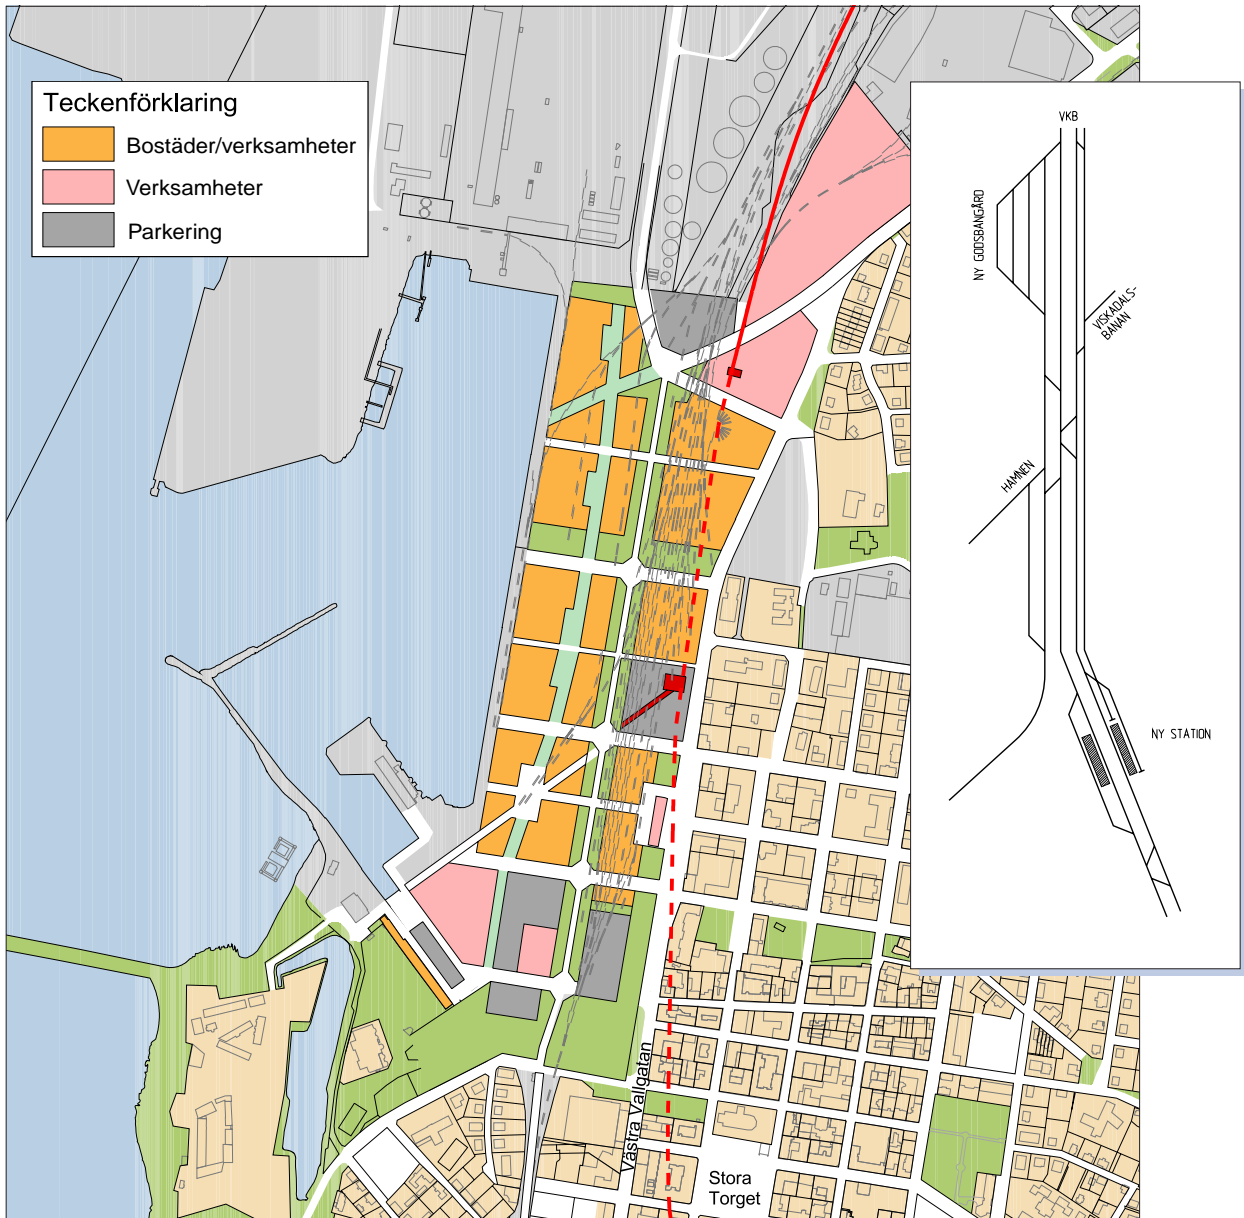 Teckenförklaring
Bostäder/verksamheter
Verksamheter
Parkering
VKB
NY GODSBANGÅRD
VISKADALS-
BANAN
HAMNEN
NY STATION
Västra Vallgatan
Stora
Torget